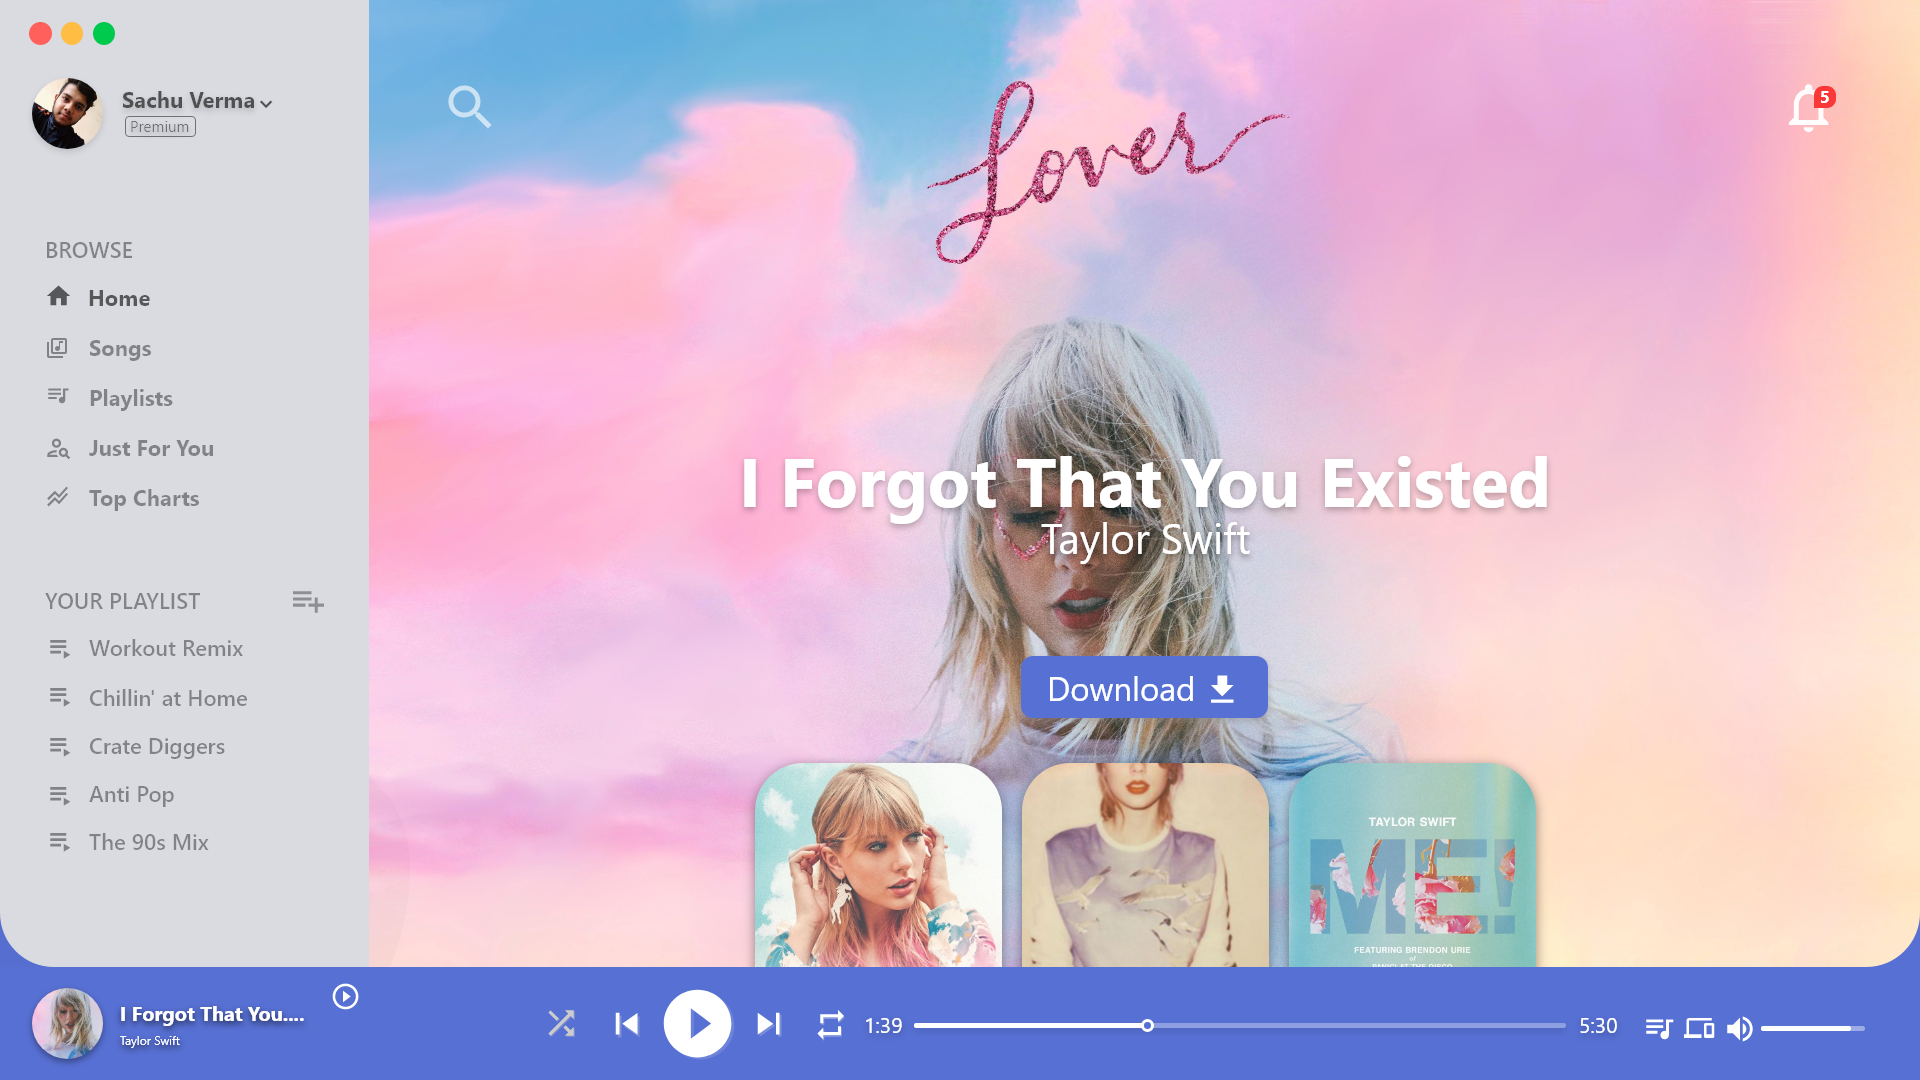 Sachu Verma
Premium
BROWSE
Home
Songs
Playlists
Just For You
Top Charts
YOUR PLAYLIST
Workout Remix
Chillin' at Home
Crate Diggers
Anti Pop
The 90s Mix
Lover
5
I Forgot That You Existed
Taylor Swift
Download
TAYLOR SWIFT
ME!
FEATURING BRENDON URIE
of
I Forgot That You....
Taylor Swift
1:39
5:30